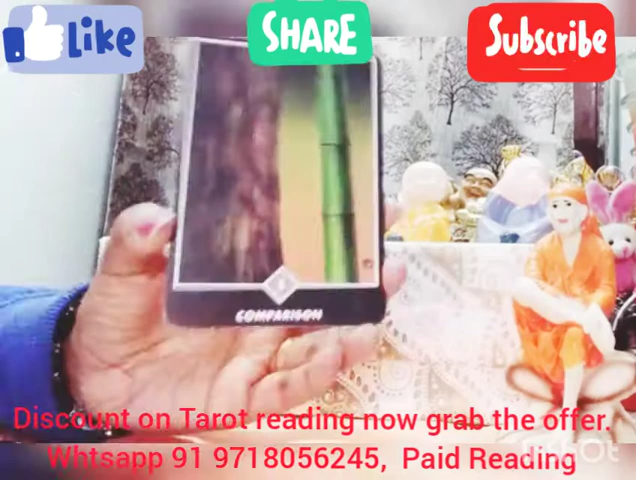 Like
SHARE
Subscribe
COMPARISON
Discount on Tarot reading now grab the offer.
Whtsapp 91 9718056245, Paid Reading